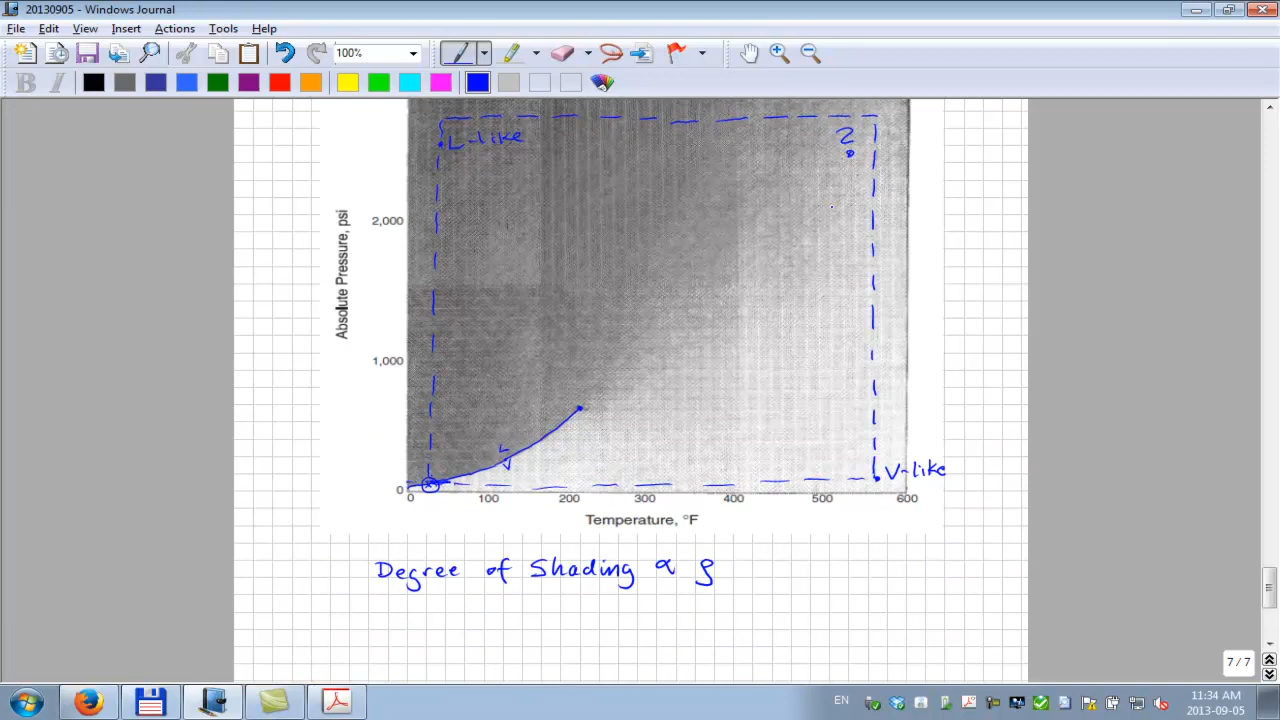 20130905 - Windows Journal
File Edit View Insert Actions Tools Help
100%
B I
L-like
2
2,000
Absolute Pressure, psi
1,000
L
V
V-like
0
0 100 200 300 400 500 600
Temperature, °F
Degree of Shading ∝ ρ
7 / 7
EN
11:34 AM
2013-09-05